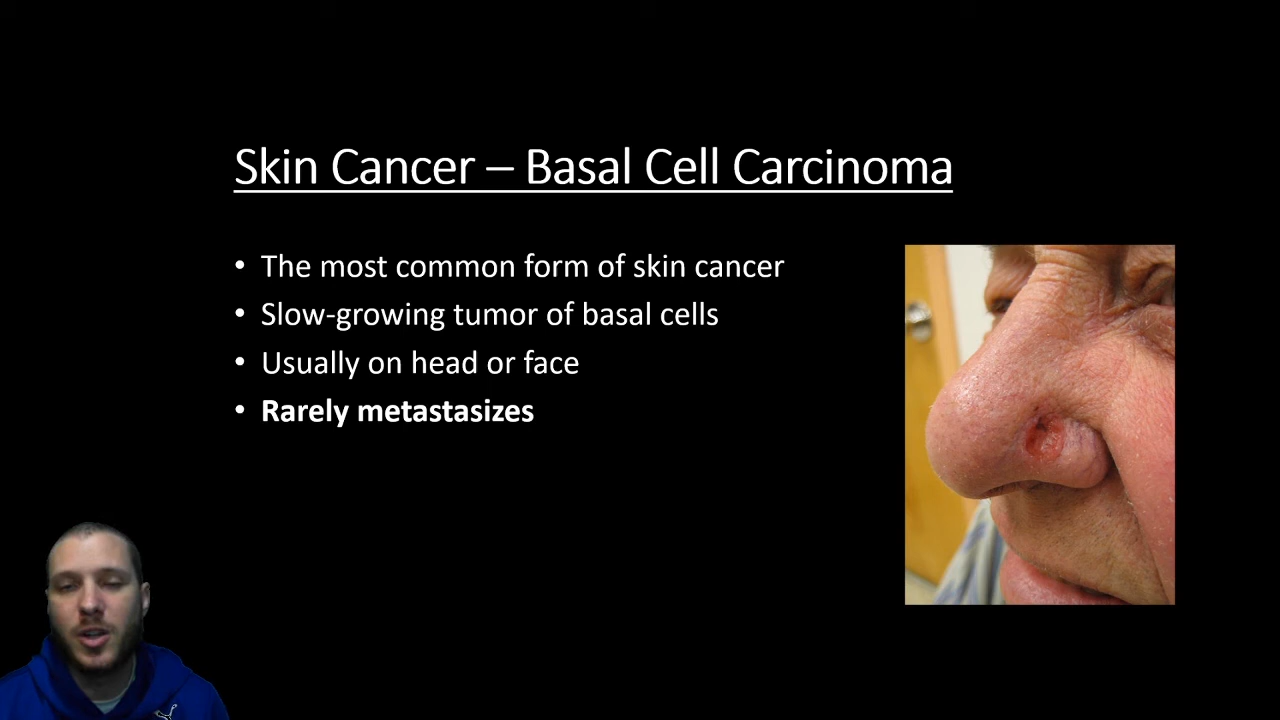 Skin Cancer – Basal Cell Carcinoma
• The most common form of skin cancer
• Slow-growing tumor of basal cells
• Usually on head or face
• Rarely metastasizes